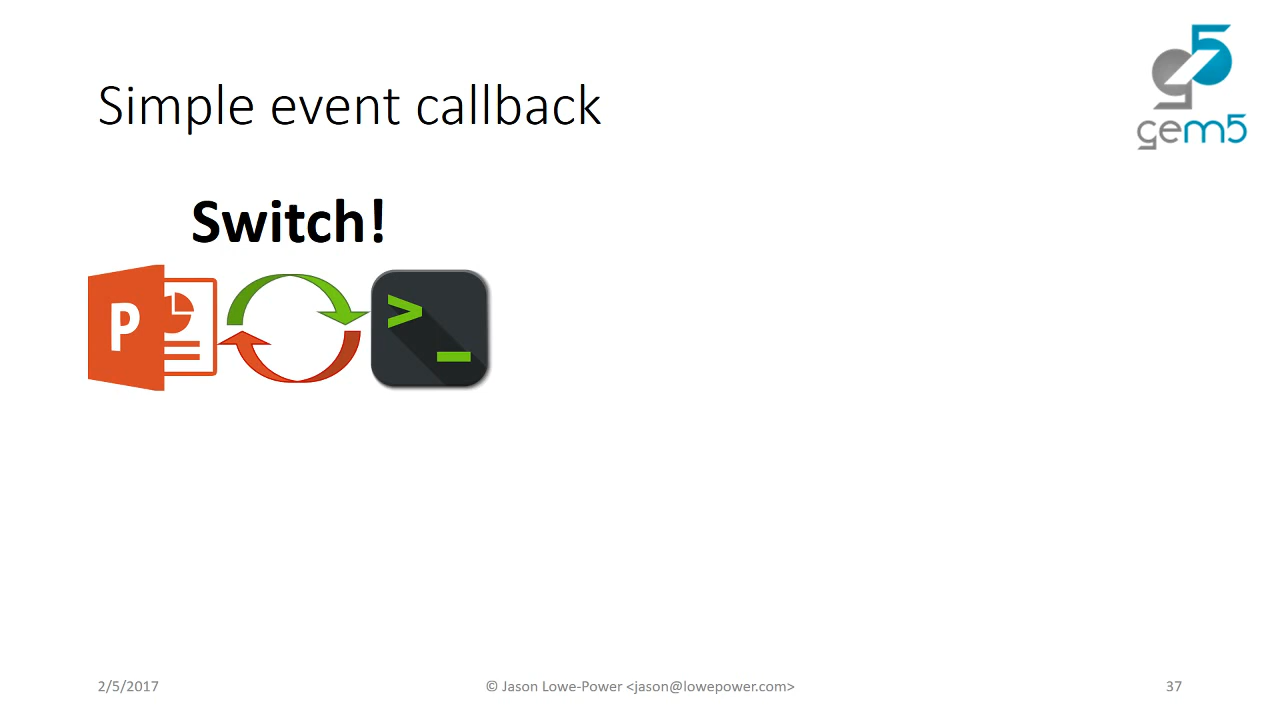 Simple event callback
gem5
Switch!
P
>_
2/5/2017
© Jason Lowe-Power <jason@lowepower.com>
37